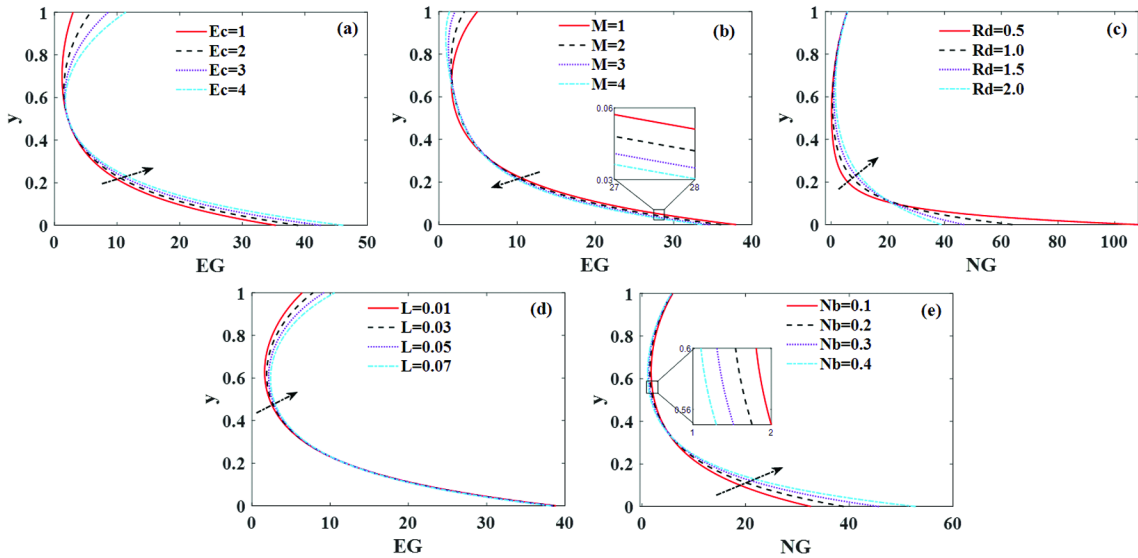 (a)
Ec=1
Ec=2
Ec=3
Ec=4
1
0.8
0.6
0.4
0.2
0
y
0 10 20 30 40 50
EG
(b)
M=1
M=2
M=3
M=4
0.06
0.03
27 28
1
0.8
0.6
0.4
0.2
0
y
0 10 20 30 40
EG
(c)
Rd=0.5
Rd=1.0
Rd=1.5
Rd=2.0
1
0.8
0.6
0.4
0.2
0
y
0 20 40 60 80 100
NG
(d)
L=0.01
L=0.03
L=0.05
L=0.07
1
0.8
0.6
0.4
0.2
0
y
0 10 20 30 40
EG
(e)
Nb=0.1
Nb=0.2
Nb=0.3
Nb=0.4
0.6
0.56
1 2
1
0.8
0.6
0.4
0.2
0
y
0 20 40 60
NG